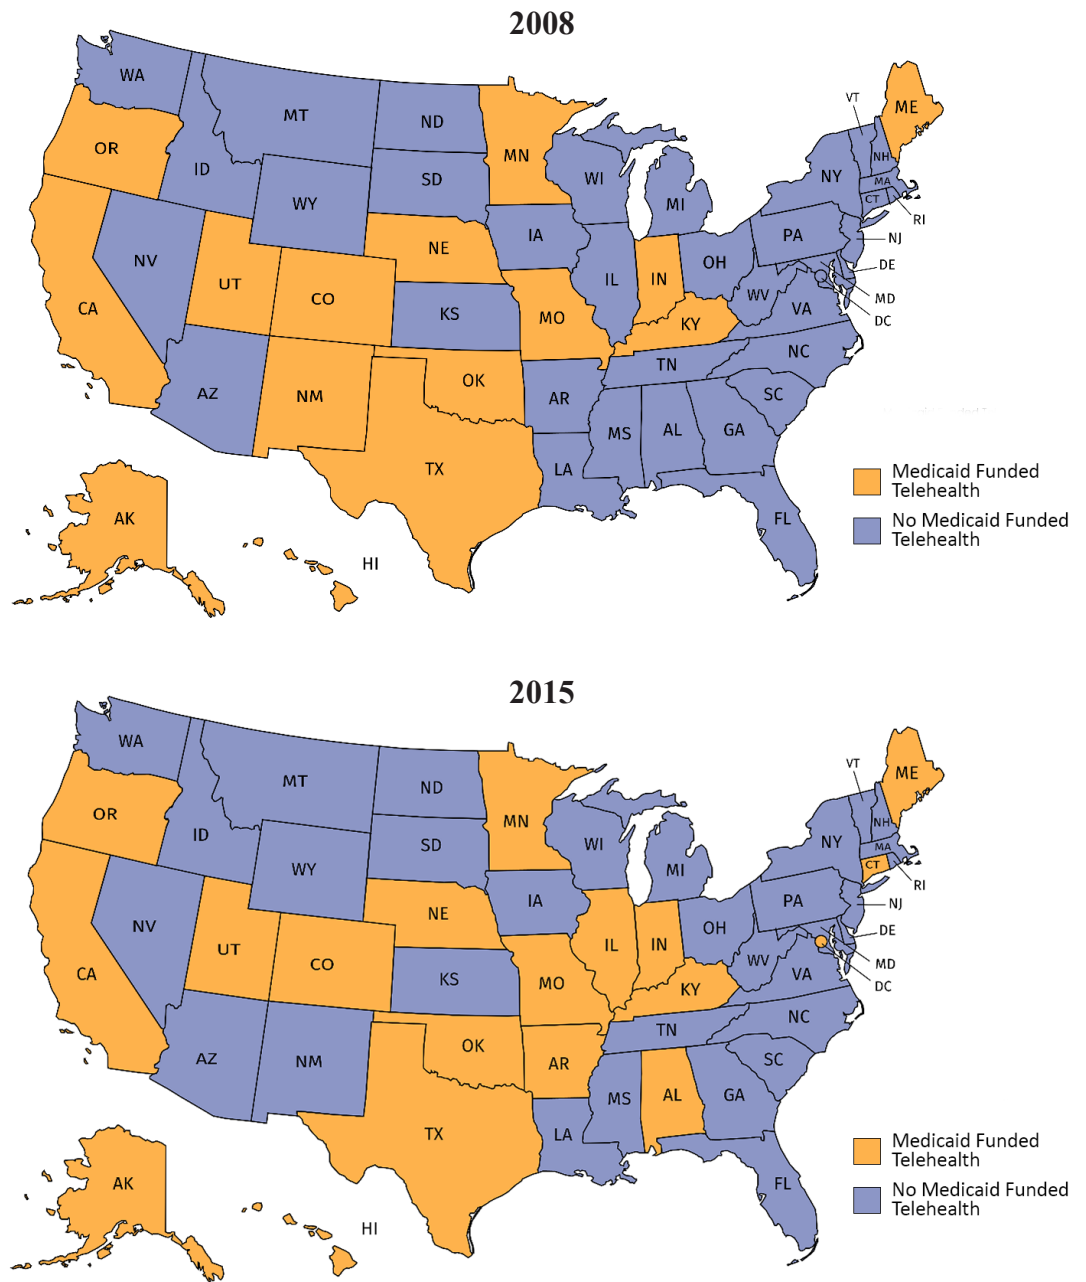 2008
WA
MT
ND
MN
VT
ME
OR
ID
SD
WI
MI
NY
NH
MA
CT
RI
WY
IA
NE
PA
NJ
NV
UT
CO
IL
IN
OH
DE
CA
KS
MO
KY
WV
VA
MD
DC
AZ
NM
OK
AR
TN
NC
SC
MS
AL
GA
TX
LA
FL
AK
HI
Medicaid Funded
Telehealth
No Medicaid Funded
Telehealth
2015
WA
MT
ND
MN
VT
ME
OR
ID
SD
WI
MI
NY
NH
MA
CT
RI
WY
IA
NE
PA
NJ
NV
UT
CO
IL
IN
OH
DE
CA
KS
MO
KY
WV
VA
MD
DC
AZ
NM
OK
AR
TN
NC
SC
MS
AL
GA
TX
LA
FL
AK
HI
Medicaid Funded
Telehealth
No Medicaid Funded
Telehealth